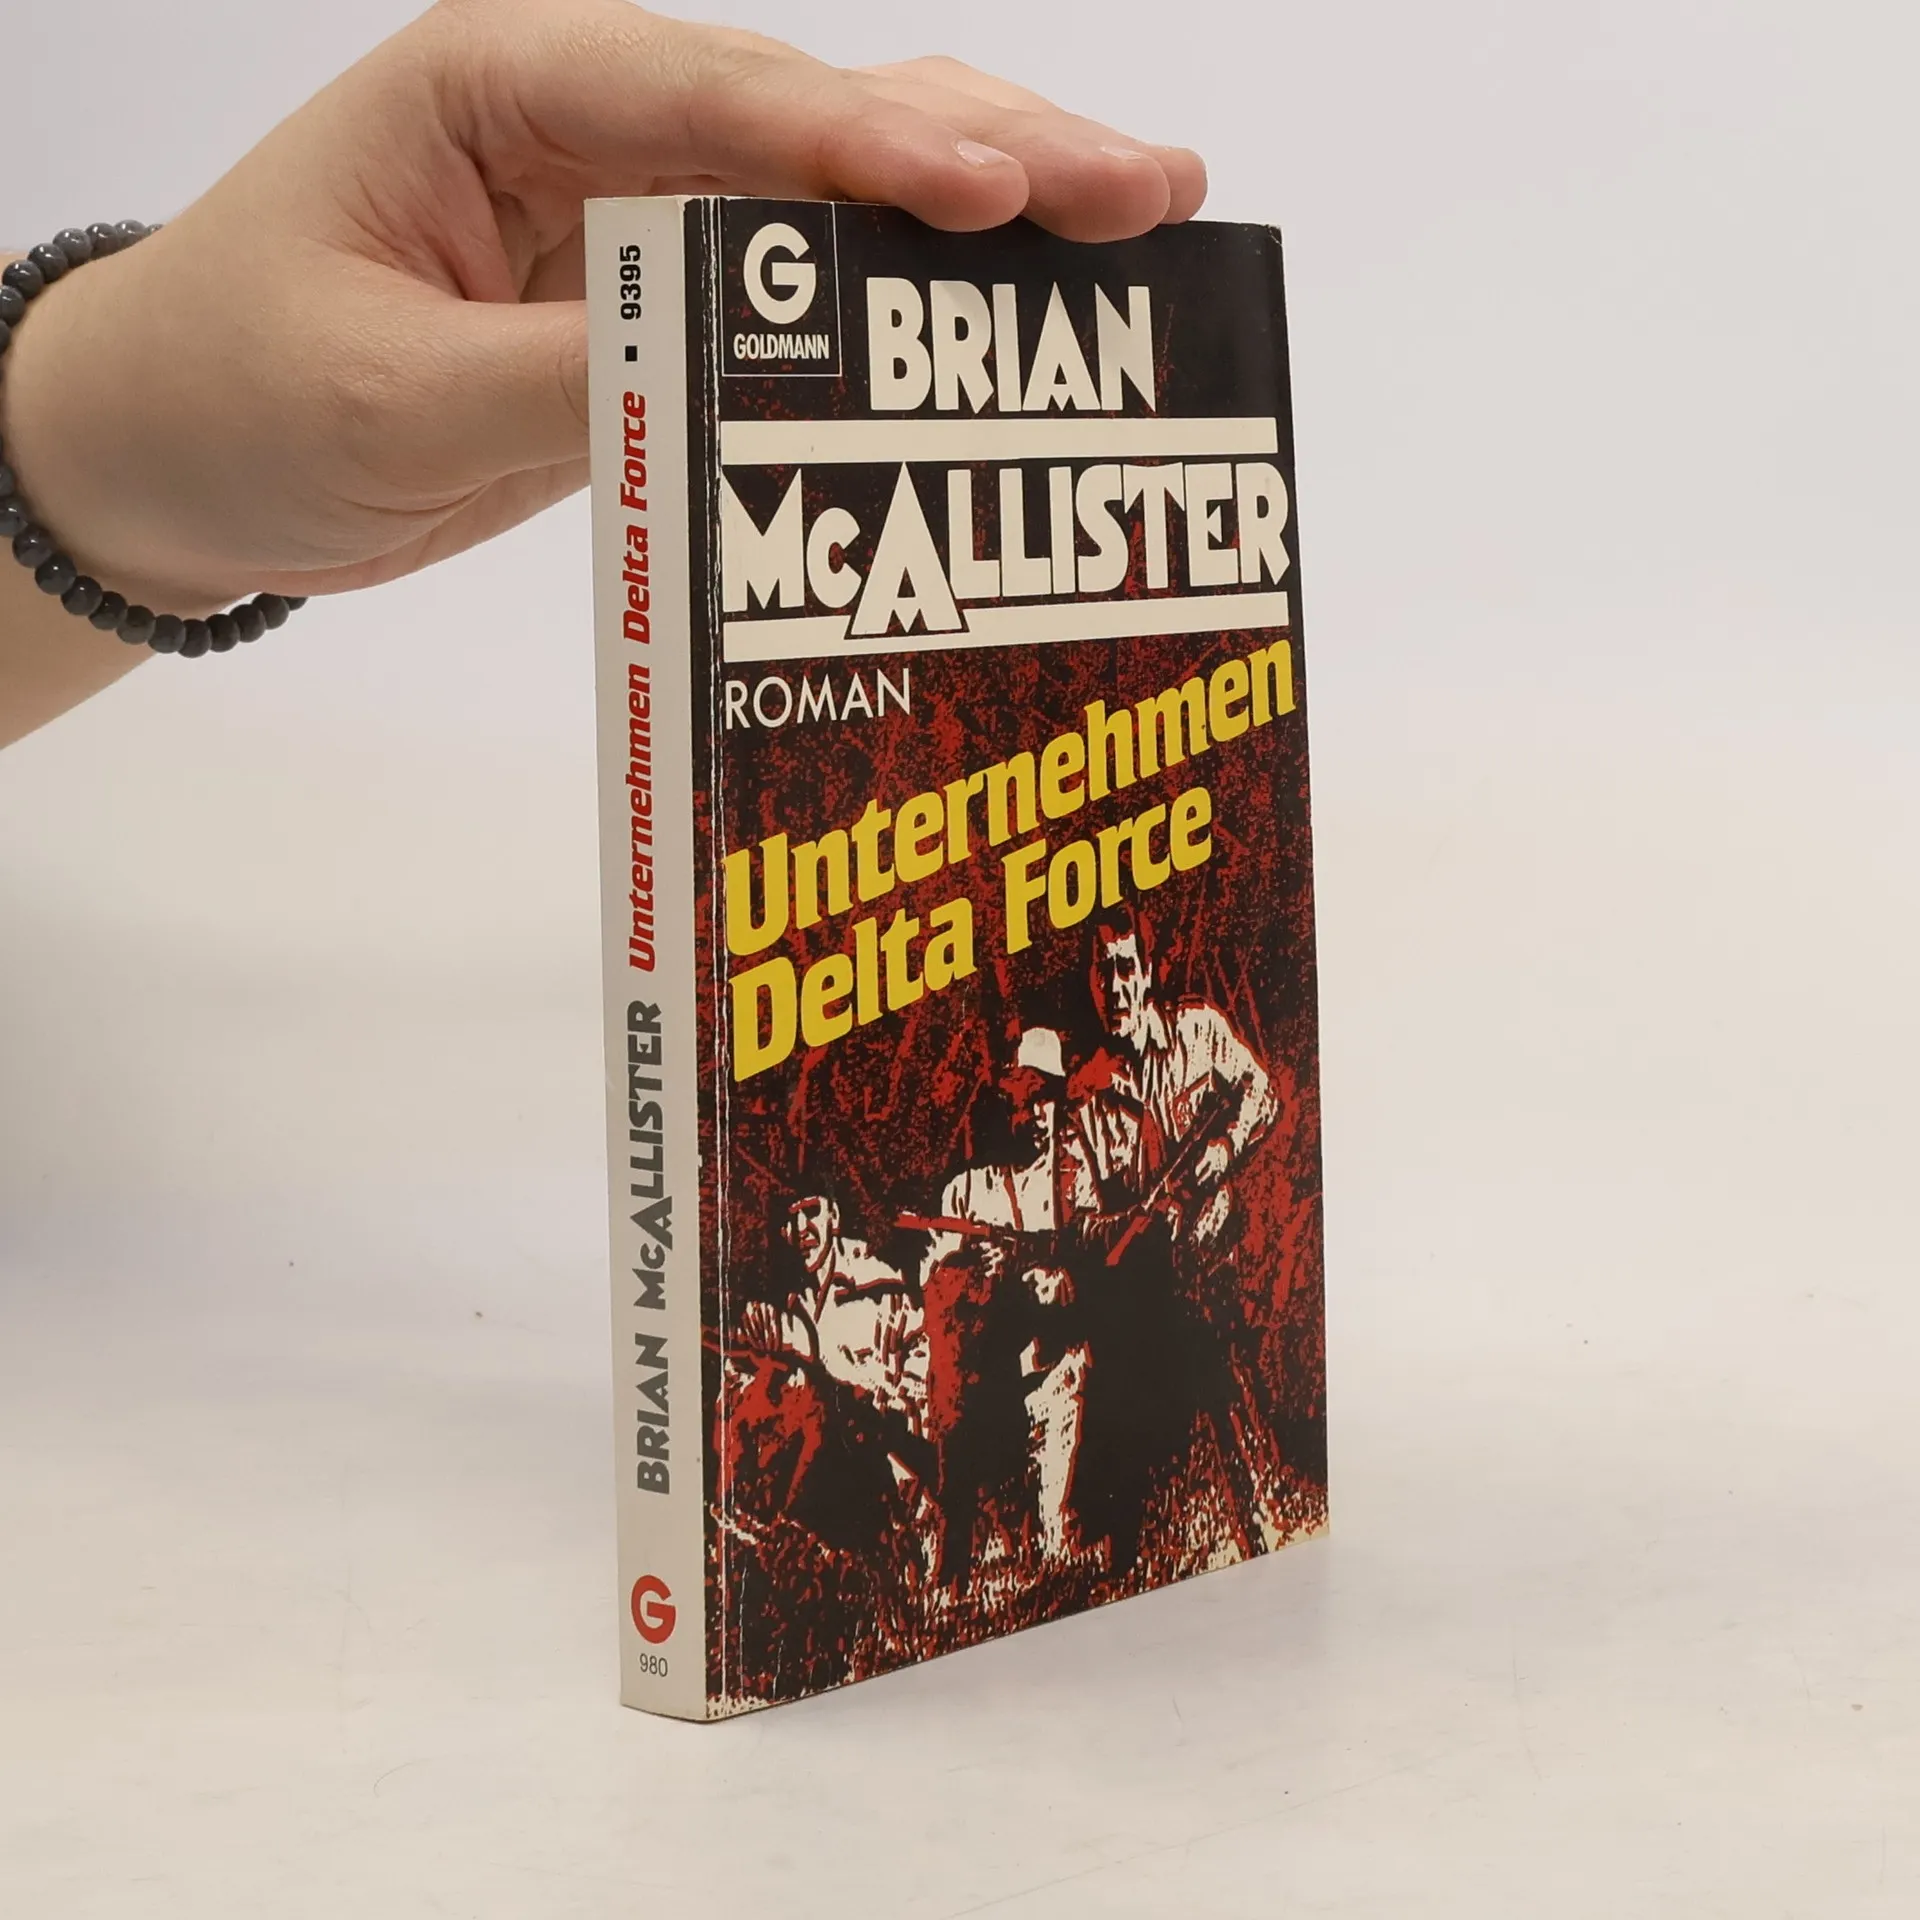 9395 ▪ Unternehmen Delta Force BRIAN McALLISTER
G
980
G
GOLDMANN
BRIAN
McALLISTER
ROMAN
Unternehmen
Delta Force